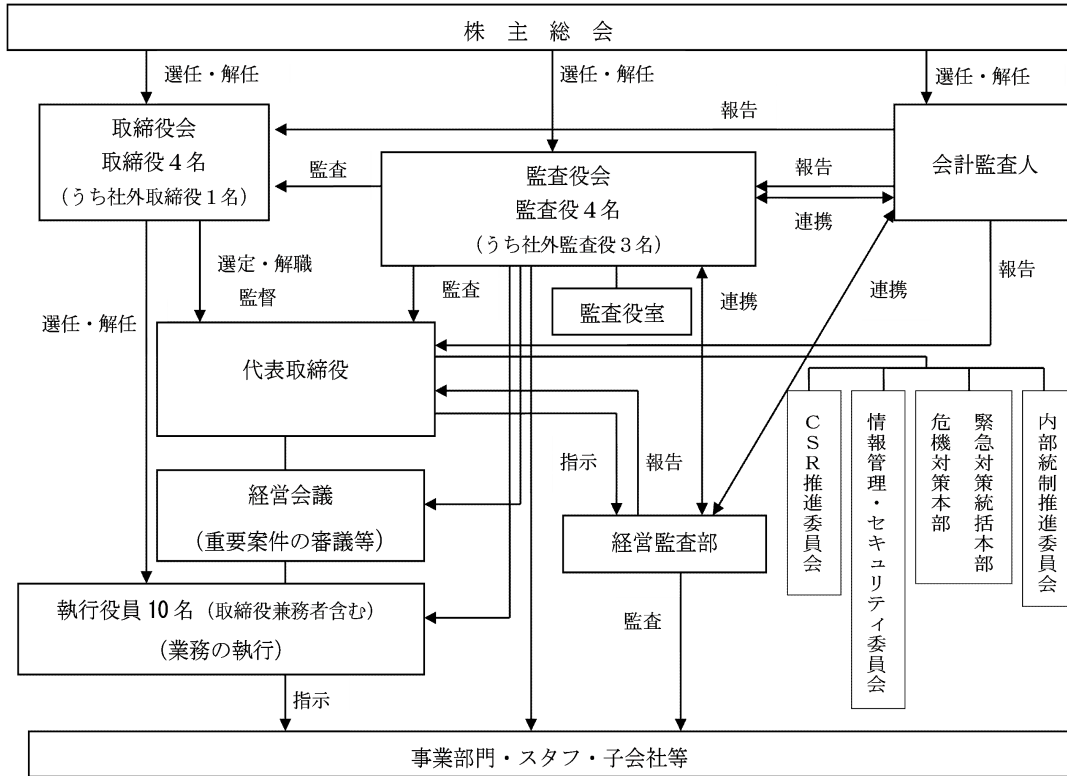 株主総会
選任・解任
選任・解任
選任・解任
取締役会
取締役4名
（うち社外取締役1名）
報告
監査
監査役会
監査役4名
（うち社外監査役3名）
報告
連携
会計監査人
選定・解職
監督
監査
監査役室
連携
連携
報告
選任・解任
代表取締役
指示
報告
経営会議
（重要案件の審議等）
経営監査部
CSR推進委員会
情報管理・セキュリティ委員会
緊急対策統括本部
危機対策本部
内部統制推進委員会
執行役員10名（取締役兼務者含む）
（業務の執行）
監査
指示
事業部門・スタッフ・子会社等